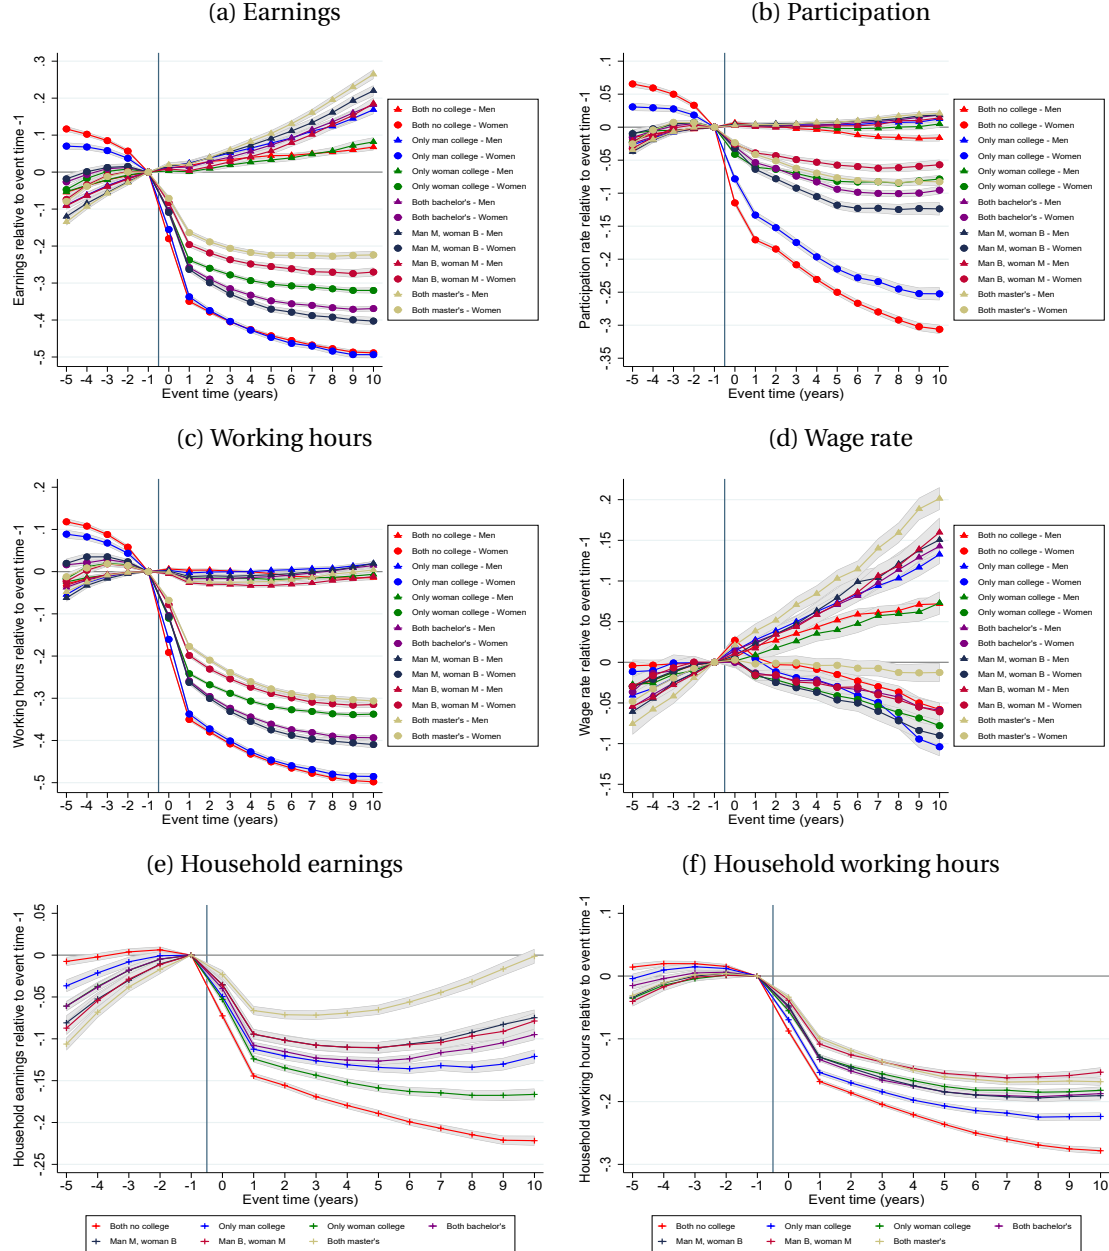 (a) Earnings
(b) Participation
Earnings relative to event time -1
.3
.2
.1
0
-.1
-.2
-.3
-.4
-.5
-5 -4 -3 -2 -1 0 1 2 3 4 5 6 7 8 9 10
Event time (years)
Both no college - Men
Both no college - Women
Only man college - Men
Only man college - Women
Only woman college - Men
Only woman college - Women
Both bachelor's - Men
Both bachelor's - Women
Man M, woman B - Men
Man M, woman B - Women
Man B, woman M - Men
Man B, woman M - Women
Both master's - Men
Both master's - Women
Participation rate relative to event time -1
.1
.05
0
-.05
-.1
-.15
-.2
-.25
-.3
-.35
-5 -4 -3 -2 -1 0 1 2 3 4 5 6 7 8 9 10
Event time (years)
Both no college - Men
Both no college - Women
Only man college - Men
Only man college - Women
Only woman college - Men
Only woman college - Women
Both bachelor's - Men
Both bachelor's - Women
Man M, woman B - Men
Man M, woman B - Women
Man B, woman M - Men
Man B, woman M - Women
Both master's - Men
Both master's - Women
(c) Working hours
(d) Wage rate
Working hours relative to event time -1
.2
.1
0
-.1
-.2
-.3
-.4
-.5
-5 -4 -3 -2 -1 0 1 2 3 4 5 6 7 8 9 10
Event time (years)
Both no college - Men
Both no college - Women
Only man college - Men
Only man college - Women
Only woman college - Men
Only woman college - Women
Both bachelor's - Men
Both bachelor's - Women
Man M, woman B - Men
Man M, woman B - Women
Man B, woman M - Men
Man B, woman M - Women
Both master's - Men
Both master's - Women
Wage rate relative to event time -1
.2
.15
.1
.05
0
-.05
-.1
-.15
-5 -4 -3 -2 -1 0 1 2 3 4 5 6 7 8 9 10
Event time (years)
Both no college - Men
Both no college - Women
Only man college - Men
Only man college - Women
Only woman college - Men
Only woman college - Women
Both bachelor's - Men
Both bachelor's - Women
Man M, woman B - Men
Man M, woman B - Women
Man B, woman M - Men
Man B, woman M - Women
Both master's - Men
Both master's - Women
(e) Household earnings
(f) Household working hours
Household earnings relative to event time -1
.05
0
-.05
-.1
-.15
-.2
-.25
-5 -4 -3 -2 -1 0 1 2 3 4 5 6 7 8 9 10
Event time (years)
Both no college Only man college Only woman college Both bachelor's
Man M, woman B Man B, woman M Both master's
Household working hours relative to event time -1
.1
0
-.1
-.2
-.3
-5 -4 -3 -2 -1 0 1 2 3 4 5 6 7 8 9 10
Event time (years)
Both no college Only man college Only woman college Both bachelor's
Man M, woman B Man B, woman M Both master's